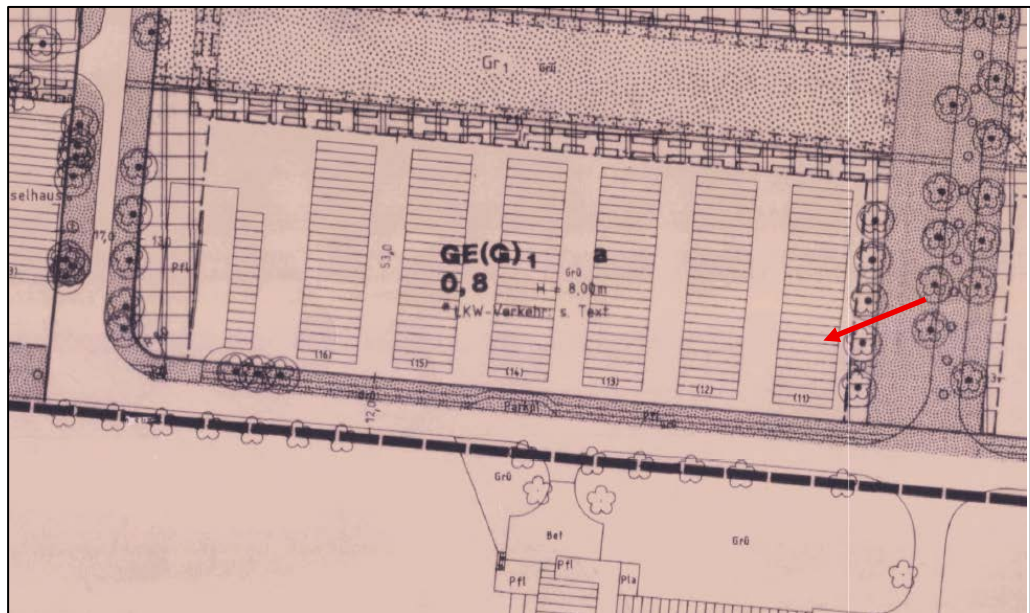 Gr1 Grü
selhaus
17,0
13,0
Pfl
53,0
GE(G)1 a
0,8
Grü
H = 8,00m
* LKW-Verkehr: s. Text
(16)
(15)
(14)
(13)
(12)
(11)
12,0
Parkpl
Grü
Bef
Grü
Pfl
Pfl
Pla